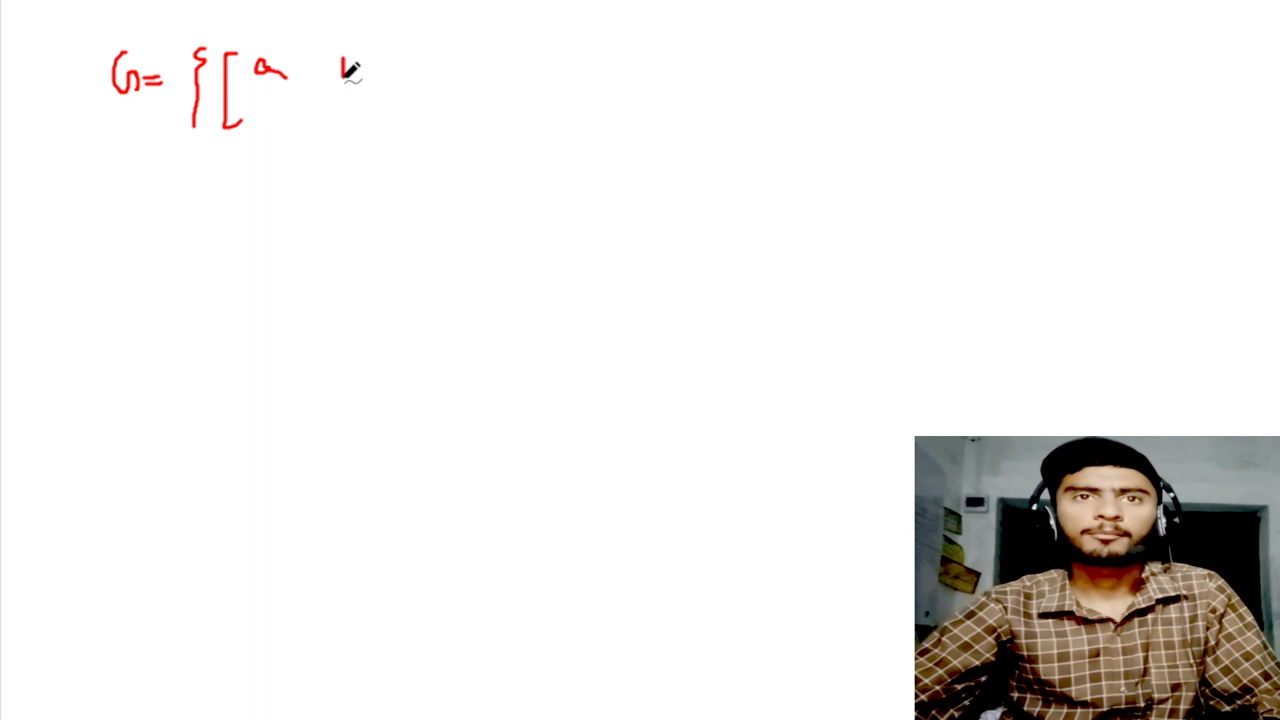 G = { [ a